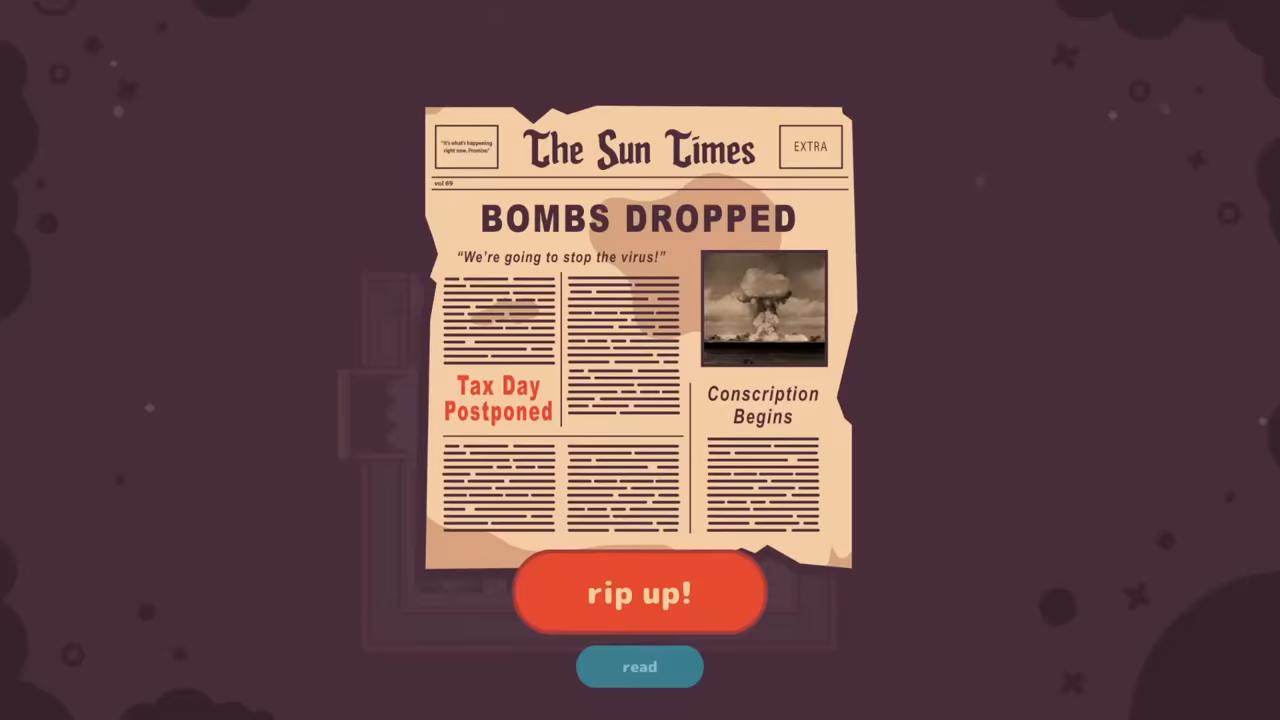 "It's what's happening
right now. Promise."
The Sun Times
EXTRA
vol 69
BOMBS DROPPED
"We're going to stop the virus!"
Tax Day
Postponed
Conscription
Begins
rip up!
read